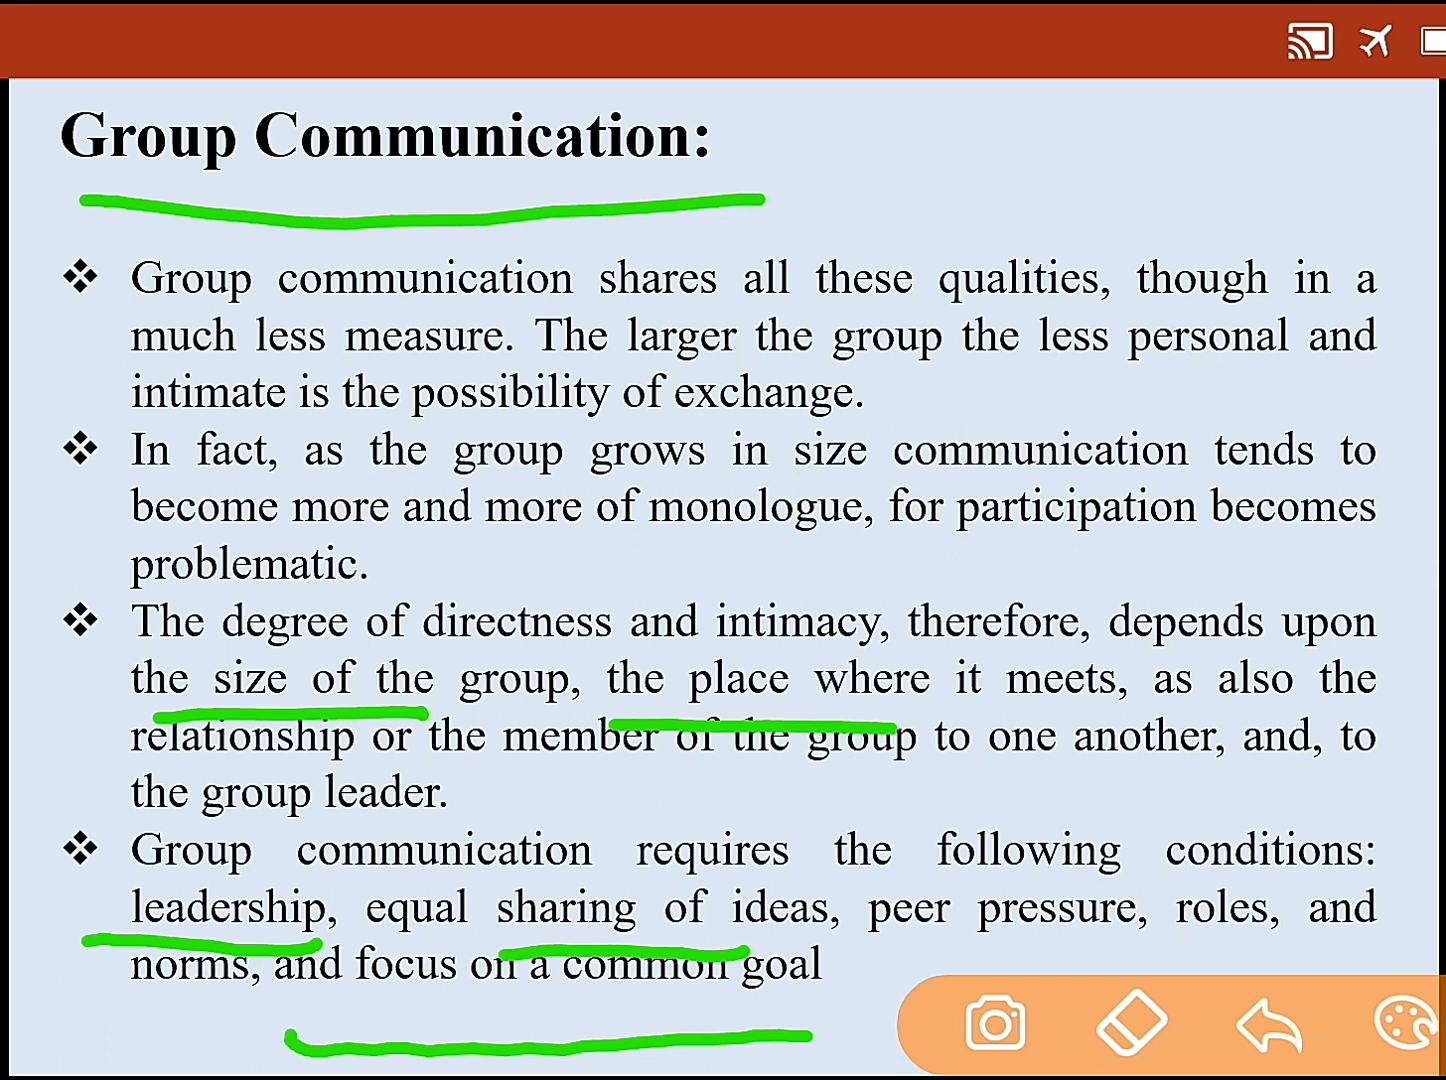 Group Communication:
❖ Group communication shares all these qualities, though in a
much less measure. The larger the group the less personal and
intimate is the possibility of exchange.
❖ In fact, as the group grows in size communication tends to
become more and more of monologue, for participation becomes
problematic.
❖ The degree of directness and intimacy, therefore, depends upon
the size of the group, the place where it meets, as also the
relationship or the member of the group to one another, and, to
the group leader.
❖ Group communication requires the following conditions:
leadership, equal sharing of ideas, peer pressure, roles, and
norms, and focus on a common goal